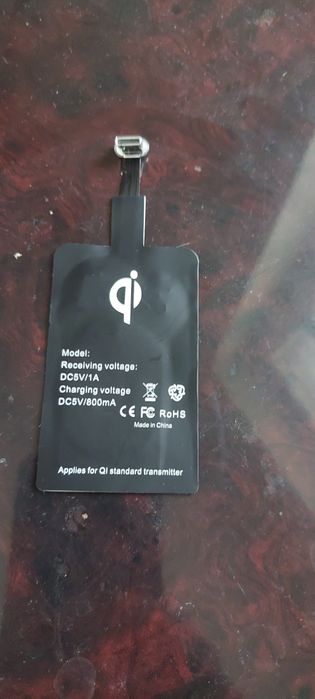 qi
Model:
Receiving voltage:
DC5V/1A
Charging voltage
DC5V/800mA
CE FC RoHS
Made in China
Applies for QI standard transmitter